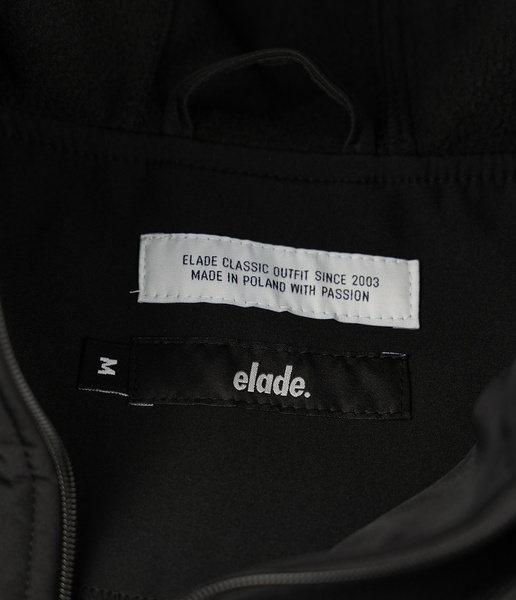 ELADE CLASSIC OUTFIT SINCE 2003
MADE IN POLAND WITH PASSION
M
elade.